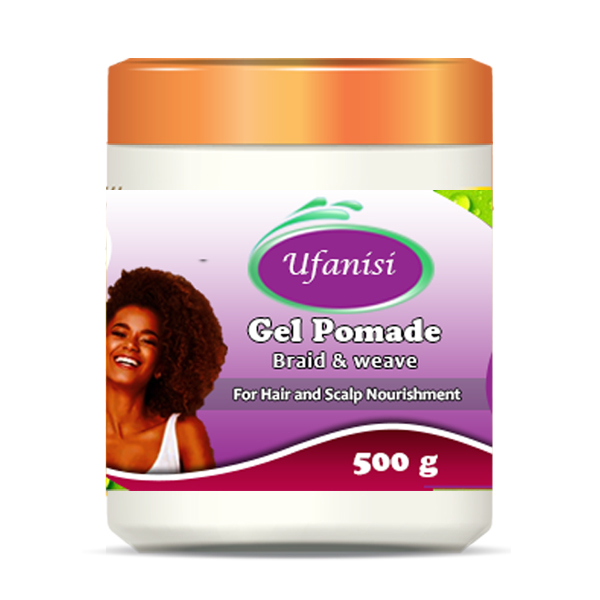 Ufanisi
Gel Pomade
Braid & weave
For Hair and Scalp Nourishment
500 g